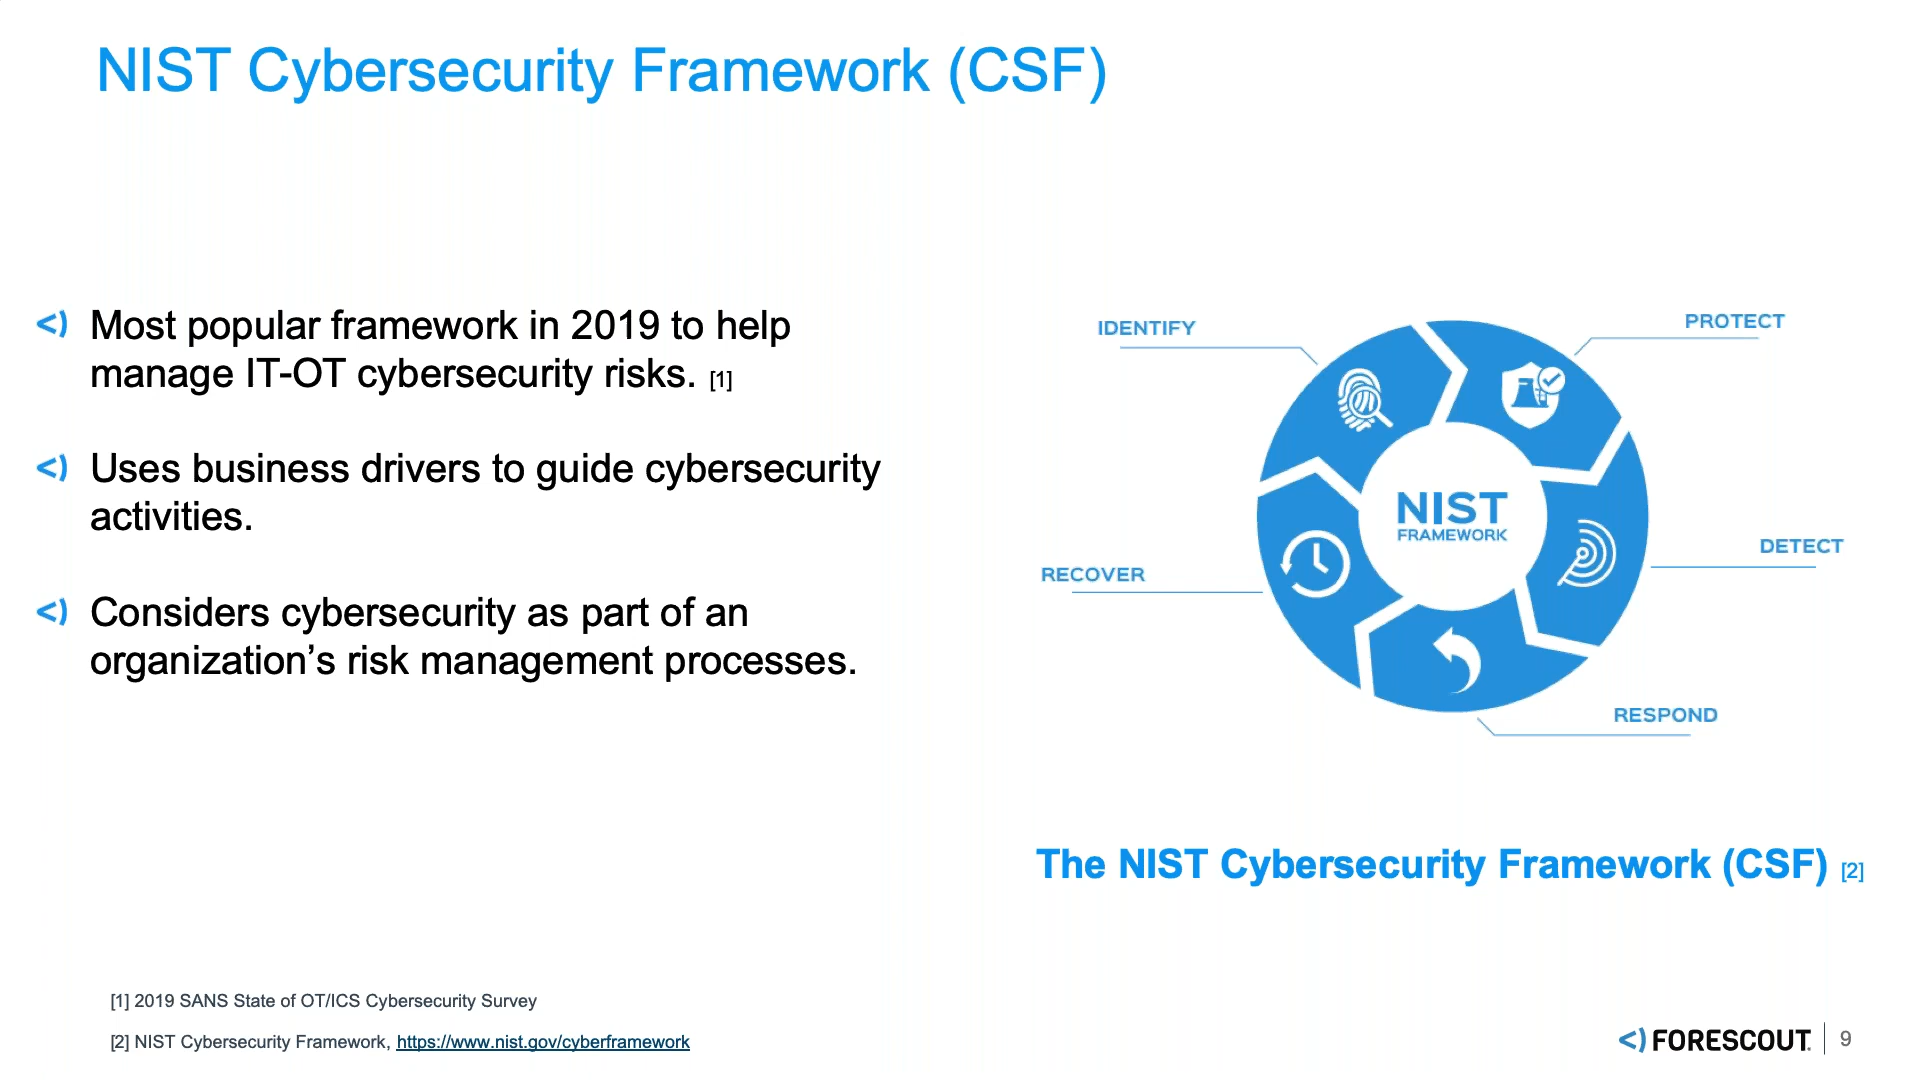 NIST Cybersecurity Framework (CSF)
<) Most popular framework in 2019 to help
manage IT-OT cybersecurity risks. [1]
<) Uses business drivers to guide cybersecurity
activities.
<) Considers cybersecurity as part of an
organization’s risk management processes.
IDENTIFY
PROTECT
NIST
FRAMEWORK
DETECT
RECOVER
RESPOND
The NIST Cybersecurity Framework (CSF) [2]
[1] 2019 SANS State of OT/ICS Cybersecurity Survey
[2] NIST Cybersecurity Framework, https://www.nist.gov/cyberframework
<) FORESCOUT. 9